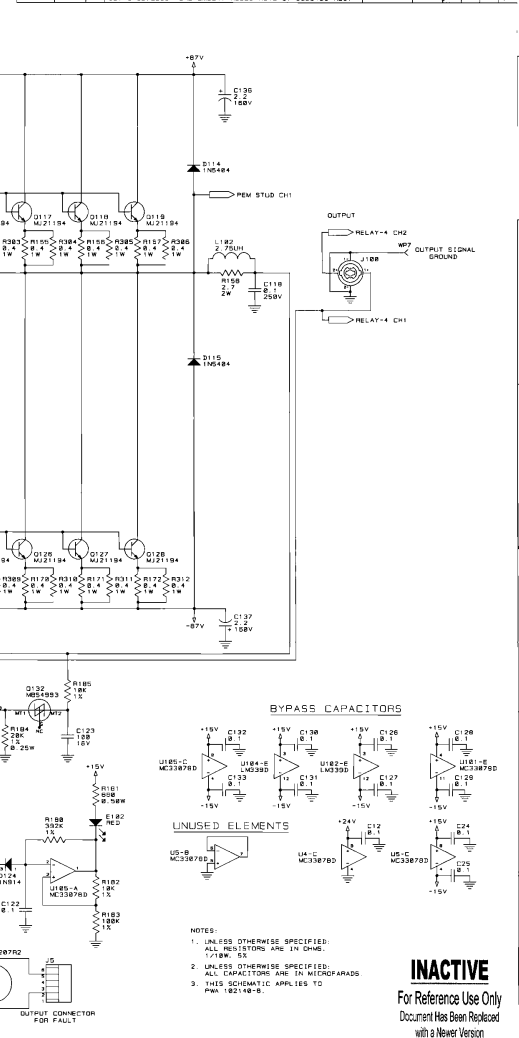 +87V
+ C136
2.2
160V
D114
1N5404
PEM STUD CH1
Q117
MJ21194
Q118
MJ21194
Q119
MJ21194
R303
0.4
1W
R155
0.4
1W
R304
0.4
1W
R156
0.4
1W
R305
0.4
1W
R157
0.4
1W
R306
0.4
1W
L102
2.75UH
R158
2.7
2W
C118
0.1
250V
OUTPUT
RELAY-4 CH2
WP7
OUTPUT SIGNAL
GROUND
J100
RELAY-4 CH1
D115
1N5404
Q126
MJ21194
Q127
MJ21194
Q128
MJ21194
R309
0.4
1W
R170
0.4
1W
R310
0.4
1W
R171
0.4
1W
R311
0.4
1W
R172
0.4
1W
R312
0.4
1W
-87V
C137
2.2
+ 160V
Q132
MBS4993
MT1
MT2
NC
R185
10K
1%
R184
20K
1%
0.25W
C123
100
16V
+15V
R181
680
0.50W
E102
RED
R180
392K
1%
D124
1N914
U105-A
MC33078D
R182
10K
1%
R183
100K
1%
C122
0.1
207R2
J5
OUTPUT CONNECTOR
FOR FAULT
BYPASS CAPACITORS
+15V
C132
0.1
U105-C
MC33078D
C133
0.1
-15V
+15V
C130
0.1
U104-E
LM339D
C131
0.1
-15V
+15V
C126
0.1
U102-E
LM339D
C127
0.1
-15V
+15V
C128
0.1
U101-E
MC33079D
C129
0.1
-15V
UNUSED ELEMENTS
U5-B
MC33078D
+24V
C12
0.1
U4-C
MC33078D
+15V
C24
0.1
U5-C
MC33078D
C25
0.1
-15V
NOTES:
1. UNLESS OTHERWISE SPECIFIED:
ALL RESISTORS ARE IN OHMS.
1/10W, 5%
2. UNLESS OTHERWISE SPECIFIED:
ALL CAPACITORS ARE IN MICROFARADS.
3. THIS SCHEMATIC APPLIES TO
PWA 102140-8.
INACTIVE
For Reference Use Only
Document Has Been Replaced
with a Newer Version